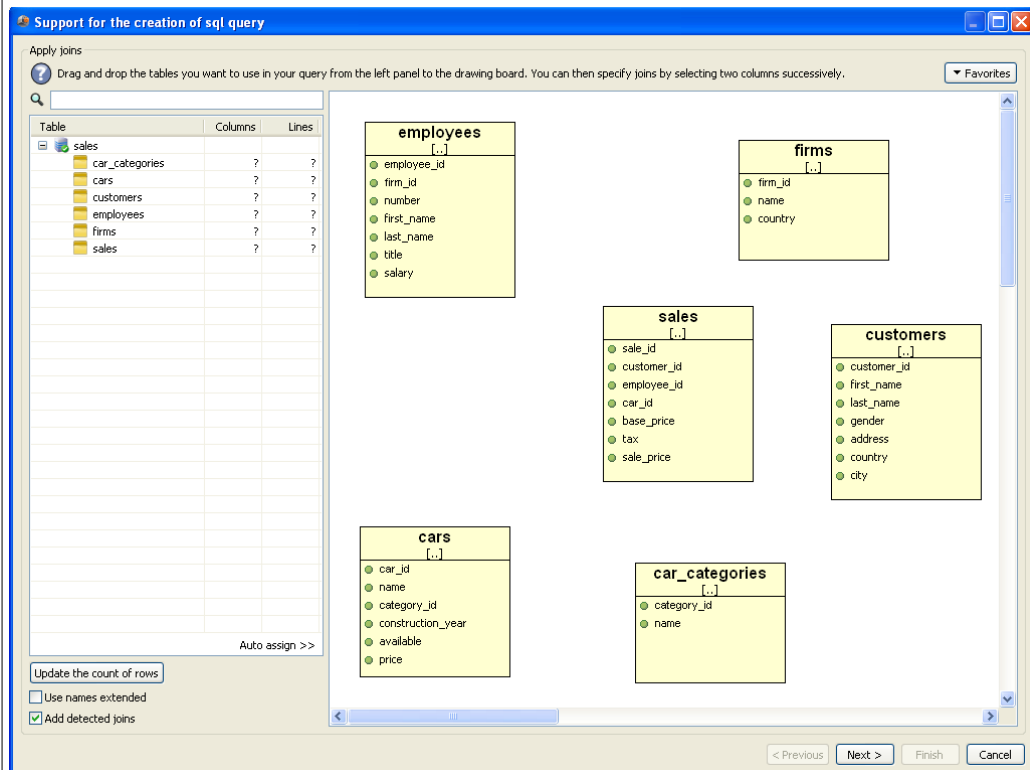 Support for the creation of sql query
Apply joins
Drag and drop the tables you want to use in your query from the left panel to the drawing board. You can then specify joins by selecting two columns successively.
Favorites
Table Columns Lines
sales
car_categories ? ?
cars ? ?
customers ? ?
employees ? ?
firms ? ?
sales ? ?
Auto assign >>
Update the count of rows
Use names extended
Add detected joins
employees
[..]
employee_id
firm_id
number
first_name
last_name
title
salary
firms
[..]
firm_id
name
country
sales
[..]
sale_id
customer_id
employee_id
car_id
base_price
tax
sale_price
customers
[..]
customer_id
first_name
last_name
gender
address
country
city
cars
[..]
car_id
name
category_id
construction_year
available
price
car_categories
[..]
category_id
name
< Previous Next > Finish Cancel